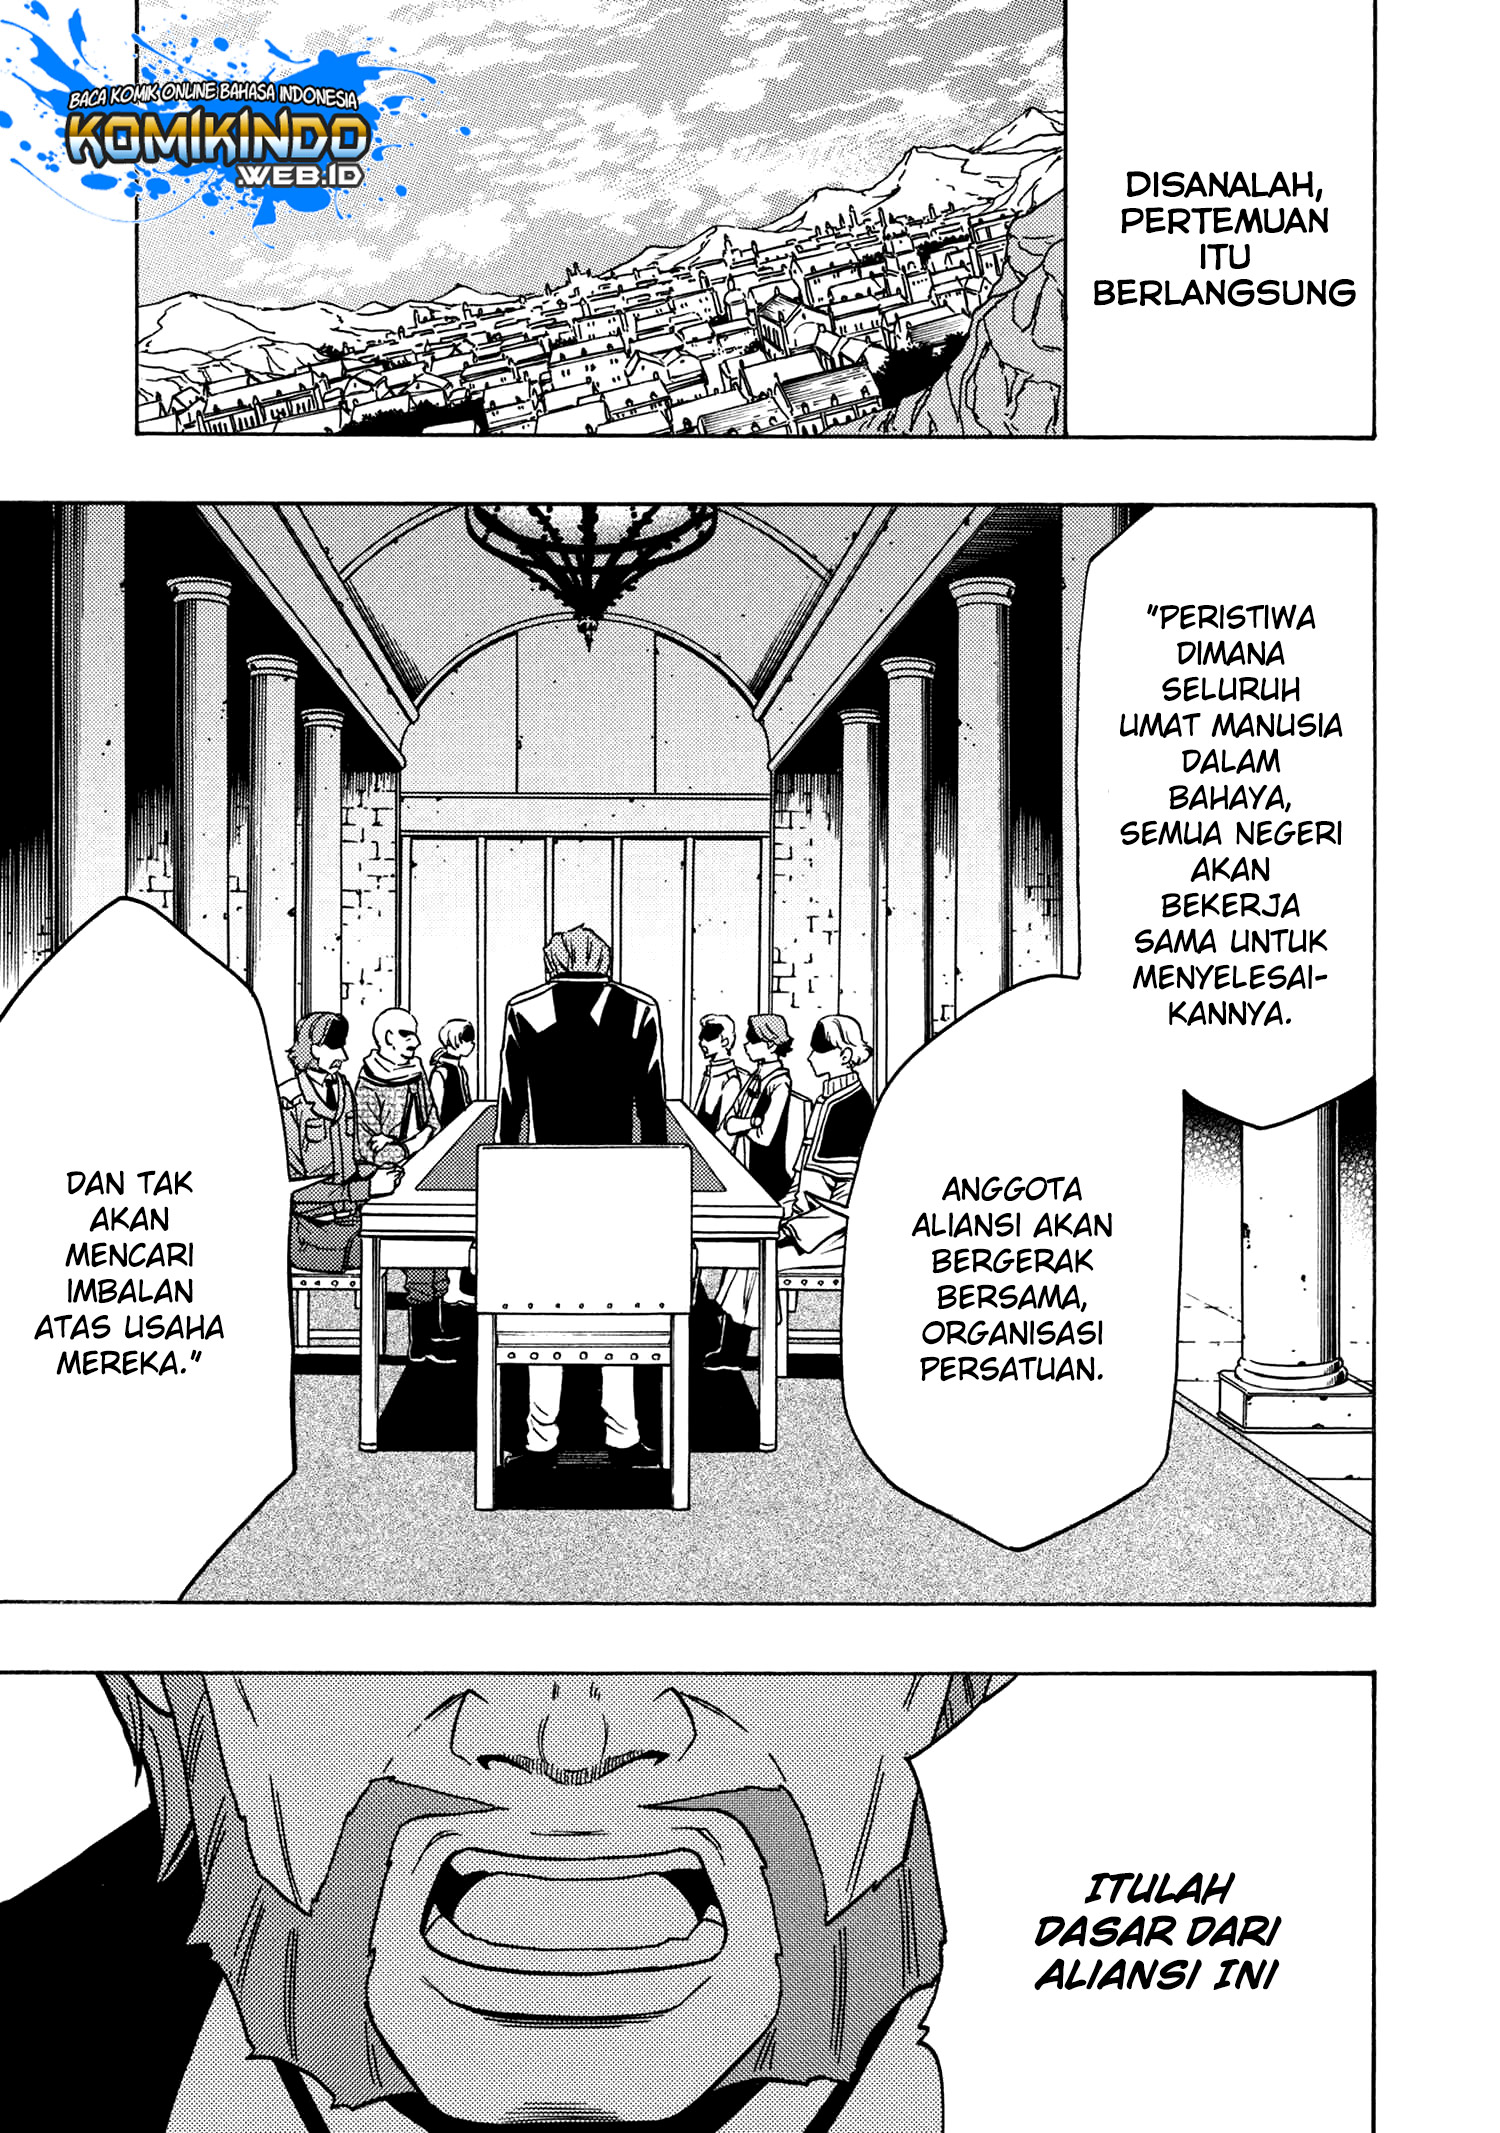 BACA KOMIK ONLINE BAHASA INDONESIA
KOMIKINDO
.WEB.ID
DISANALAH,
PERTEMUAN
ITU
BERLANGSUNG
"PERISTIWA
DIMANA
SELURUH
UMAT MANUSIA
DALAM
BAHAYA,
SEMUA NEGERI
AKAN
BEKERJA
SAMA UNTUK
MENYELESAI-
KANNYA.
ANGGOTA
ALIANSI AKAN
BERGERAK
BERSAMA,
ORGANISASI
PERSATUAN.
DAN TAK
AKAN
MENCARI
IMBALAN
ATAS USAHA
MEREKA."
ITULAH
DASAR DARI
ALIANSI INI